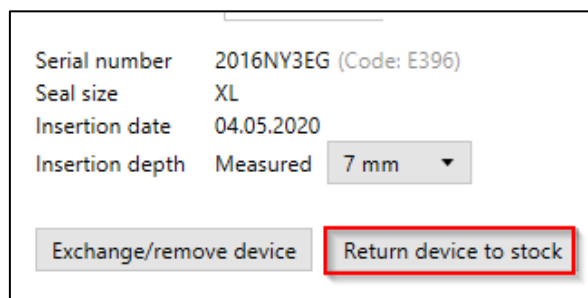 Serial number 2016NY3EG (Code: E396)
Seal size XL
Insertion date 04.05.2020
Insertion depth Measured 7 mm
Exchange/remove device Return device to stock